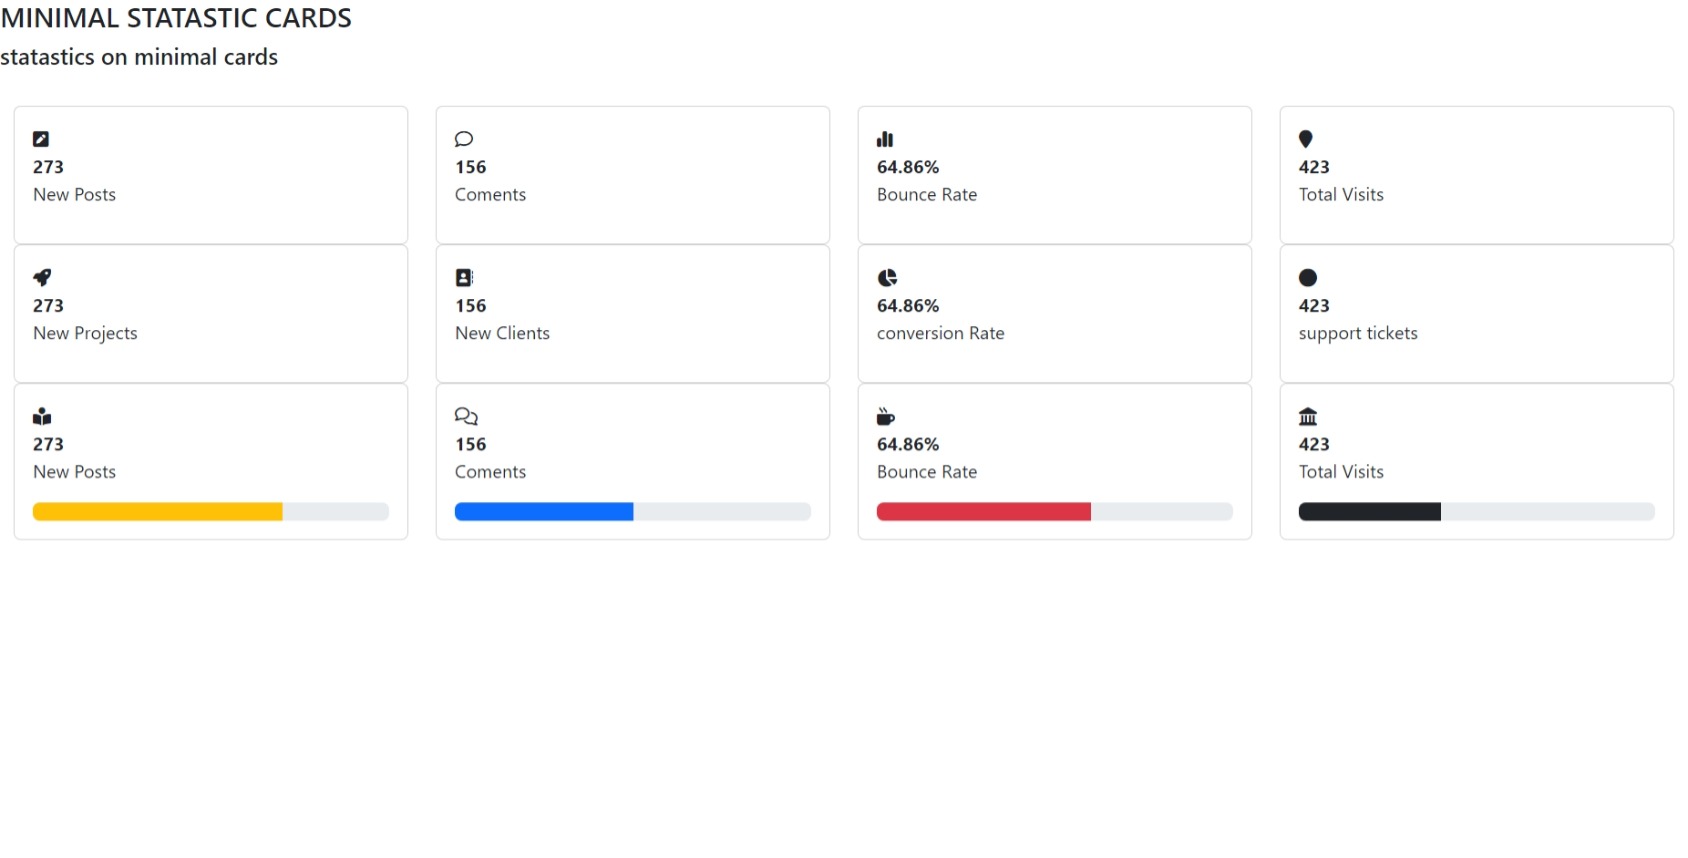 MINIMAL STATASTIC CARDS
statastics on minimal cards
273
New Posts
156
Coments
64.86%
Bounce Rate
423
Total Visits
273
New Projects
156
New Clients
64.86%
conversion Rate
423
support tickets
273
New Posts
156
Coments
64.86%
Bounce Rate
423
Total Visits